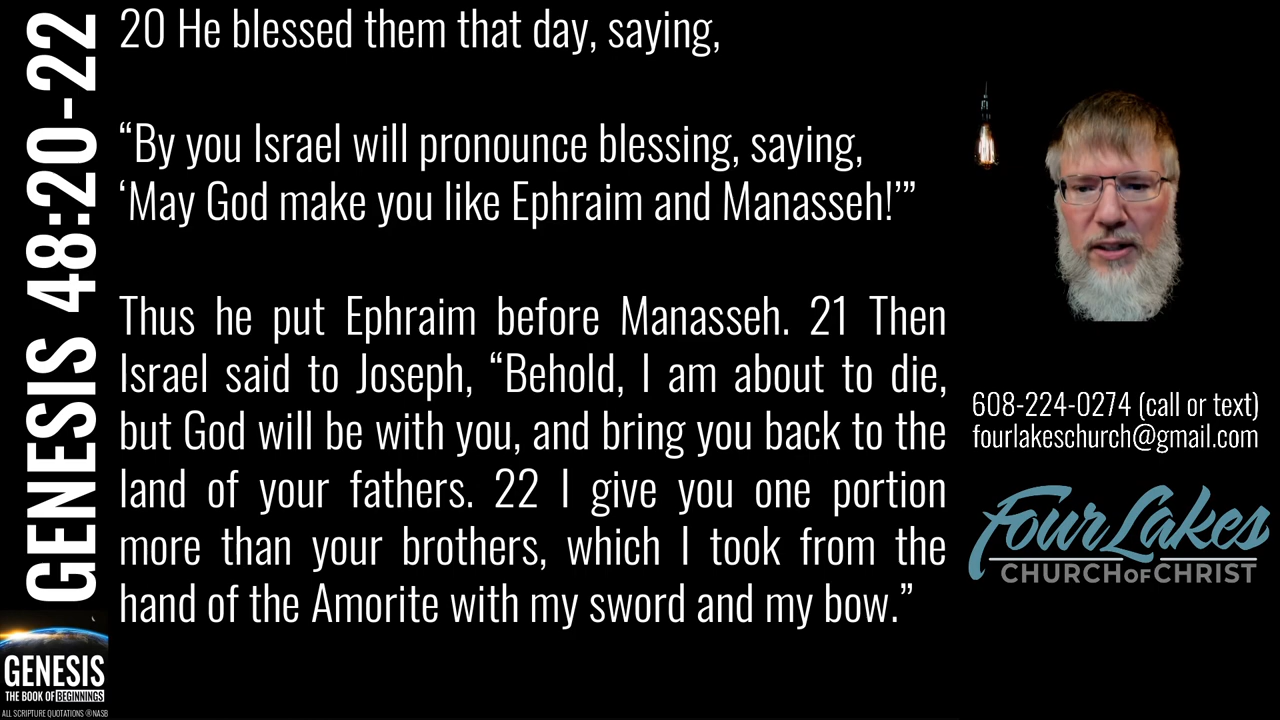 GENESIS 48:20-22
20 He blessed them that day, saying,
“By you Israel will pronounce blessing, saying,
‘May God make you like Ephraim and Manasseh!’”
Thus he put Ephraim before Manasseh. 21 Then
Israel said to Joseph, “Behold, I am about to die,
but God will be with you, and bring you back to the
land of your fathers. 22 I give you one portion
more than your brothers, which I took from the
hand of the Amorite with my sword and my bow.”
608-224-0274 (call or text)
fourlakeschurch@gmail.com
Four Lakes
CHURCH OF CHRIST
GENESIS
THE BOOK OF BEGINNINGS
ALL SCRIPTURE QUOTATIONS ®NASB